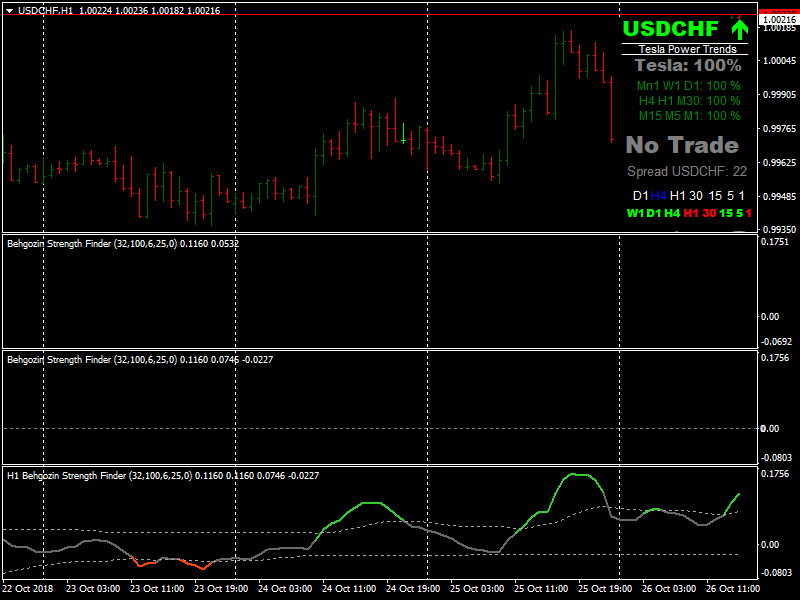 USDCHF,H1 1.00224 1.00236 1.00182 1.00216
1.00216
1.00185
USDCHF
Tesla Power Trends
1.00045
Tesla: 100%
Mn1 W1 D1: 100 %
0.99905
H4 H1 M30: 100 %
M15 M5 M1: 100 %
0.99765
No Trade
0.99625
Spread USDCHF: 22
D1 H4 H1 30 15 5 1
0.99485
W1 D1 H4 H1 30 15 5 1
0.99350
Behgozin Strength Finder (32,100,6,25,0) 0.1160 0.0532
0.1751
0.00
-0.0692
Behgozin Strength Finder (32,100,6,25,0) 0.1160 0.0746 -0.0227
0.1756
0.00
-0.0803
H1 Behgozin Strength Finder (32,100,6,25,0) 0.1160 0.1160 0.0746 -0.0227
0.1756
0.00
-0.0803
22 Oct 2018 23 Oct 03:00 23 Oct 11:00 23 Oct 19:00 24 Oct 03:00 24 Oct 11:00 24 Oct 19:00 25 Oct 03:00 25 Oct 11:00 25 Oct 19:00 26 Oct 03:00 26 Oct 11:00